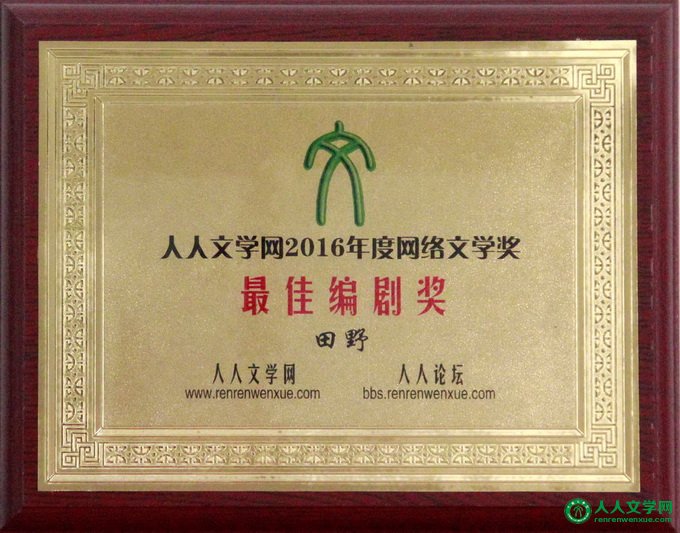 人人文学网2016年度网络文学奖
最佳编剧奖
田野
人人文学网 人人论坛
www.renrenwenxue.com bbs.renrenwenxue.com
人人文学网
renrenwenxue.com